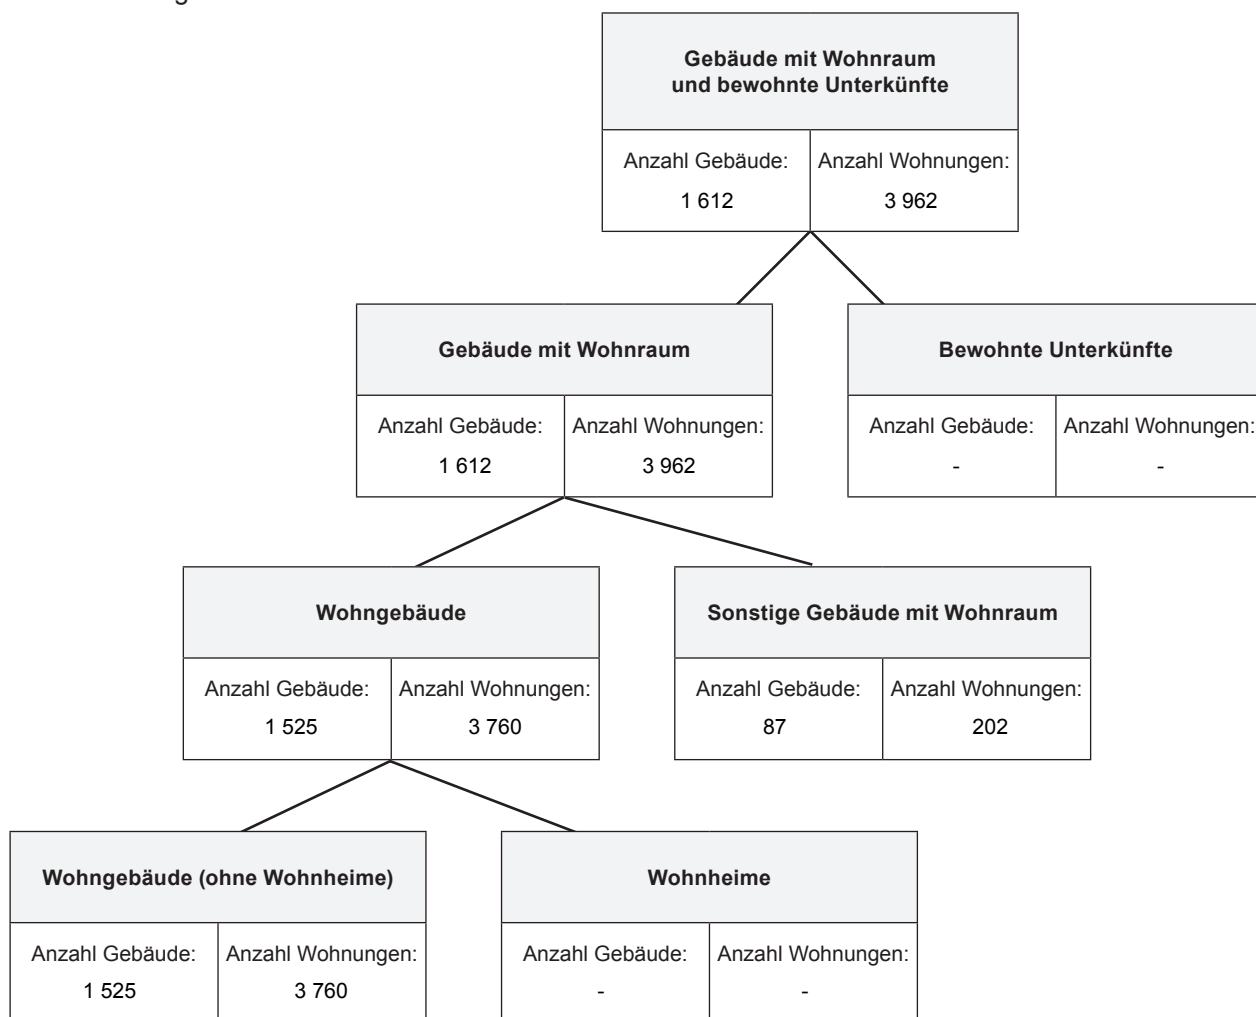 Gebäude mit Wohnraum
und bewohnte Unterkünfte
Anzahl Gebäude: Anzahl Wohnungen:
1 612 3 962
Gebäude mit Wohnraum
Anzahl Gebäude: Anzahl Wohnungen:
1 612 3 962
Bewohnte Unterkünfte
Anzahl Gebäude: Anzahl Wohnungen:
- -
Wohngebäude
Anzahl Gebäude: Anzahl Wohnungen:
1 525 3 760
Sonstige Gebäude mit Wohnraum
Anzahl Gebäude: Anzahl Wohnungen:
87 202
Wohngebäude (ohne Wohnheime)
Anzahl Gebäude: Anzahl Wohnungen:
1 525 3 760
Wohnheime
Anzahl Gebäude: Anzahl Wohnungen:
- -